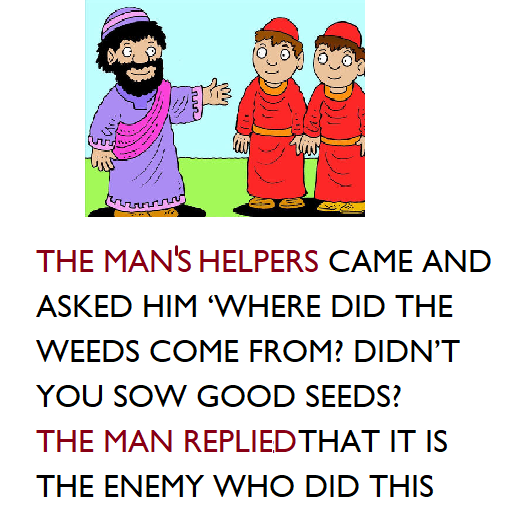 THE MAN'S HELPERS CAME AND
ASKED HIM ‘WHERE DID THE
WEEDS COME FROM? DIDN’T
YOU SOW GOOD SEEDS?
THE MAN REPLIED THAT IT IS
THE ENEMY WHO DID THIS